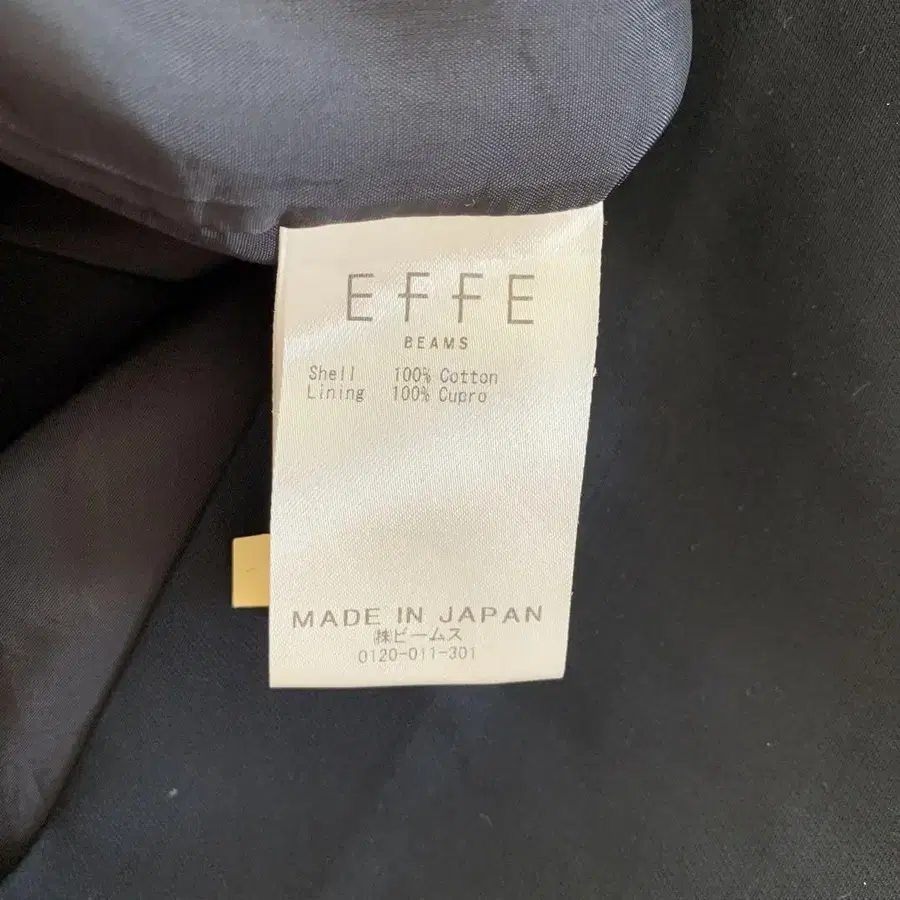 EFFE
BEAMS
Shell 100% Cotton
Lining 100% Cupro
MADE IN JAPAN
㈱ビームス
0120-011-301